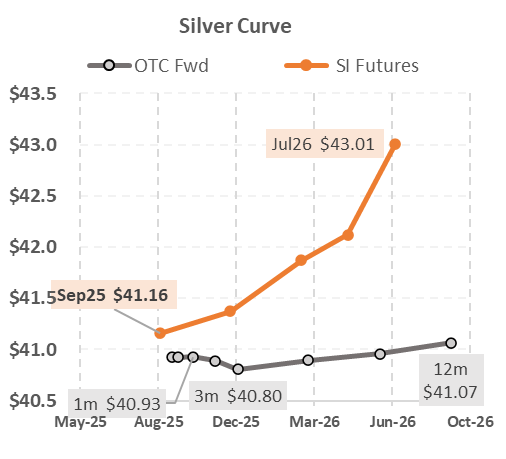 Silver Curve
OTC Fwd SI Futures
$43.5
$43.0
$42.5
$42.0
$41.5
$41.0
$40.5
Jul26 $43.01
Sep25 $41.16
1m $40.93
3m $40.80
12m
$41.07
May-25 Aug-25 Dec-25 Mar-26 Jun-26 Oct-26